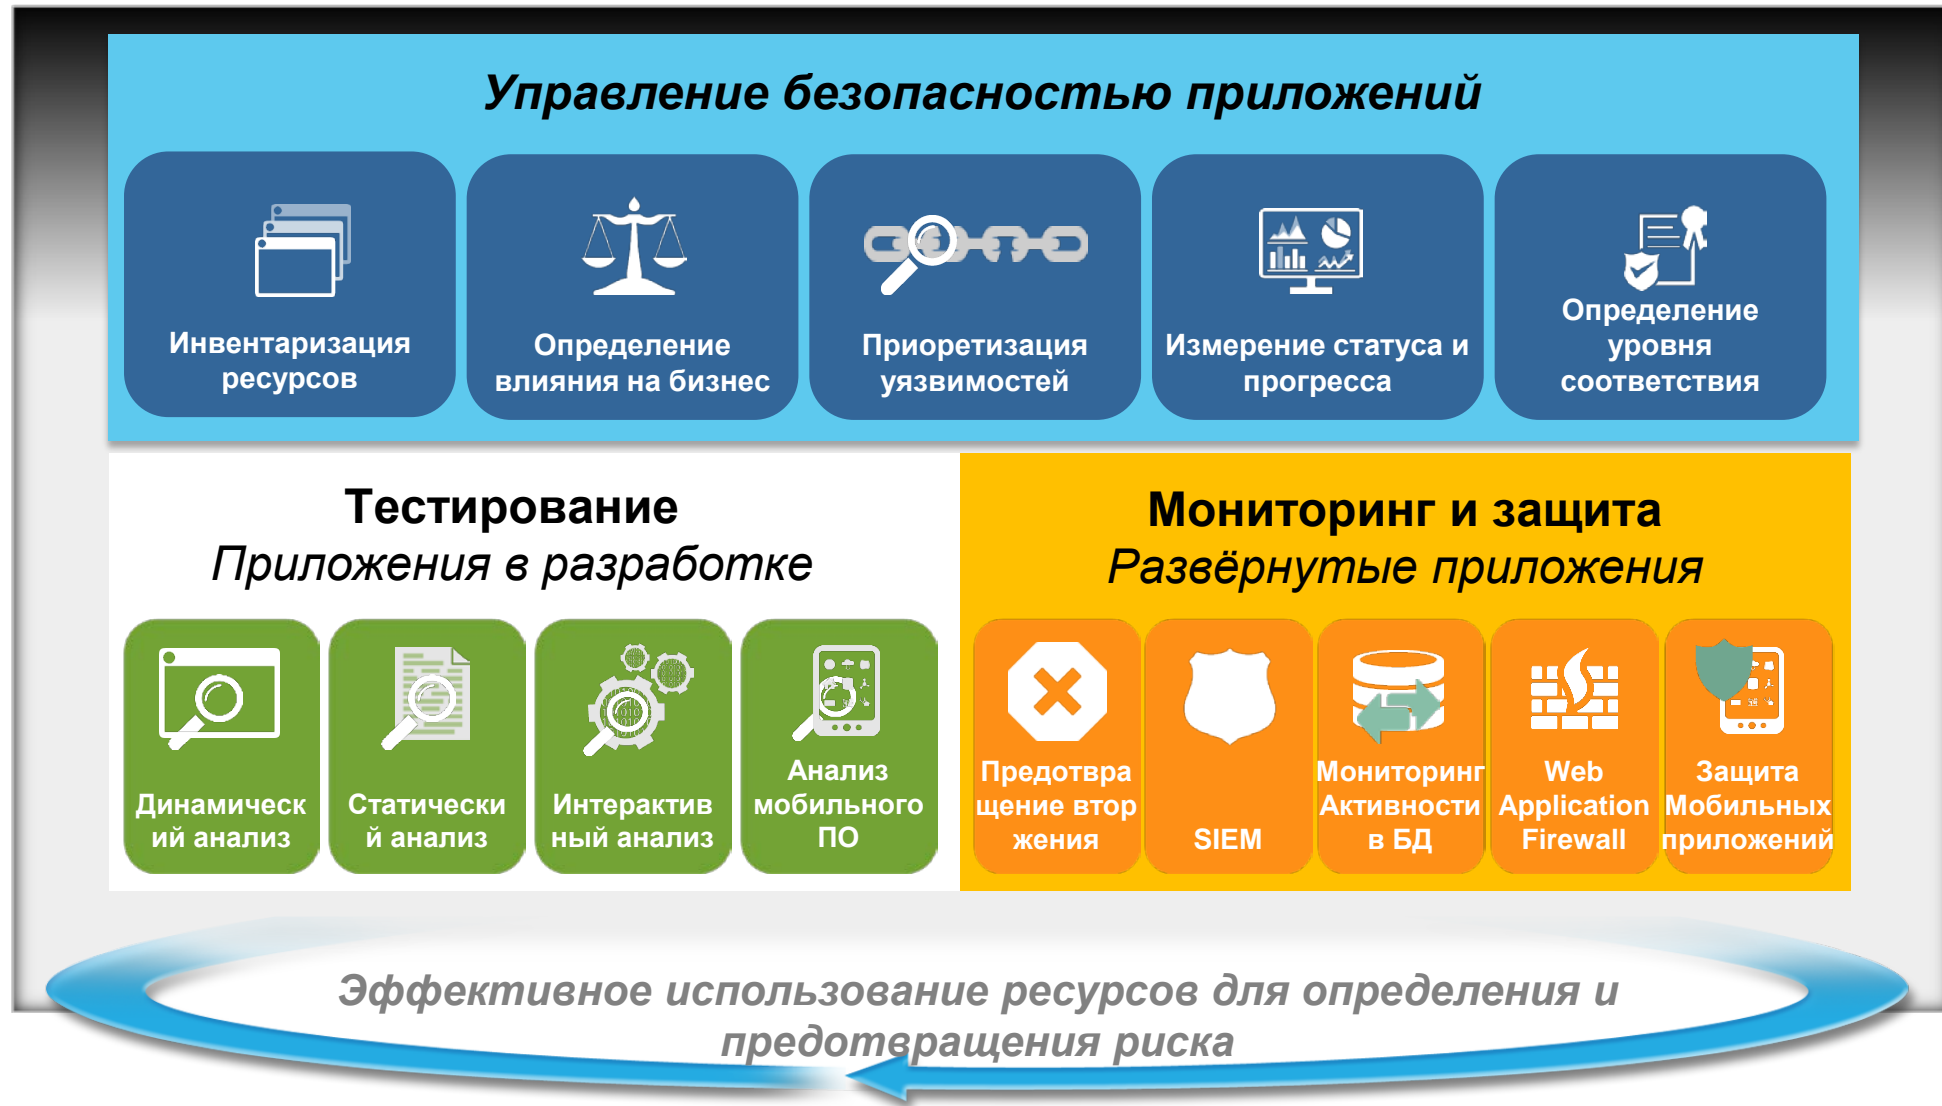 Управление безопасностью приложений
Инвентаризация
ресурсов
Определение
влияния на бизнес
Приоретизация
уязвимостей
Измерение статуса и
прогресса
Определение
уровня
соответствия
Тестирование
Приложения в разработке
Динамическ
ий анализ
Статически
й анализ
Интерактив
ный анализ
Анализ
мобильного
ПО
Мониторинг и защита
Развёрнутые приложения
Предотвра
щение втор
жения
SIEM
Мониторинг
Активности
в БД
Web
Application
Firewall
Защита
Мобильных
приложений
Эффективное использование ресурсов для определения и
предотвращения риска